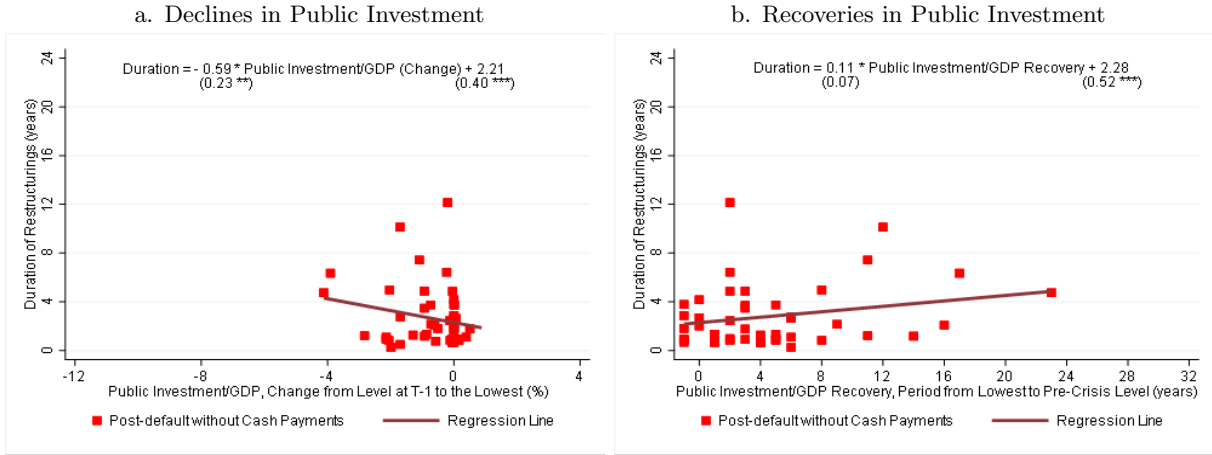 a. Declines in Public Investment
Duration = - 0.59 * Public Investment/GDP (Change) + 2.21
(0.23 **) (0.40 ***)
Duration of Restructurings (years)
24
20
16
12
8
4
0
-12 -8 -4 0 4
Public Investment/GDP, Change from Level at T-1 to the Lowest (%)
Post-default without Cash Payments Regression Line
b. Recoveries in Public Investment
Duration = 0.11 * Public Investment/GDP Recovery + 2.28
(0.07) (0.52 ***)
Duration of Restructurings (years)
24
20
16
12
8
4
0
0 4 8 12 16 20 24 28 32
Public Investment/GDP Recovery, Period from Lowest to Pre-Crisis Level (years)
Post-default without Cash Payments Regression Line